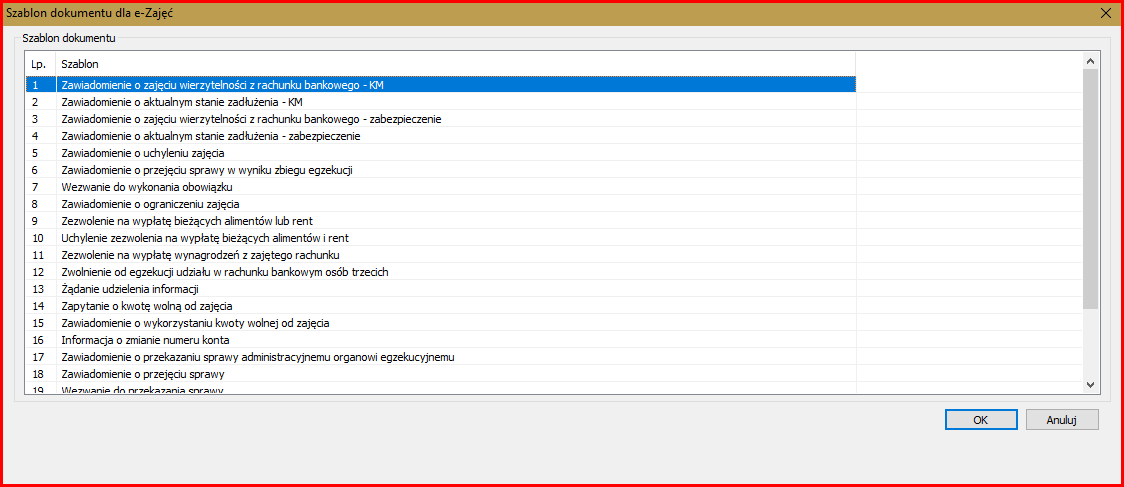 Szablon dokumentu dla e-Zajęć
Szablon dokumentu
Lp. Szablon
1 Zawiadomienie o zajęciu wierzytelności z rachunku bankowego - KM
2 Zawiadomienie o aktualnym stanie zadłużenia - KM
3 Zawiadomienie o zajęciu wierzytelności z rachunku bankowego - zabezpieczenie
4 Zawiadomienie o aktualnym stanie zadłużenia - zabezpieczenie
5 Zawiadomienie o uchyleniu zajęcia
6 Zawiadomienie o przejęciu sprawy w wyniku zbiegu egzekucji
7 Wezwanie do wykonania obowiązku
8 Zawiadomienie o ograniczeniu zajęcia
9 Zezwolenie na wypłatę bieżących alimentów lub rent
10 Uchylenie zezwolenia na wypłatę bieżących alimentów i rent
11 Zezwolenie na wypłatę wynagrodzeń z zajętego rachunku
12 Zwolnienie od egzekucji udziału w rachunku bankowym osób trzecich
13 Żądanie udzielenia informacji
14 Zapytanie o kwotę wolną od zajęcia
15 Zawiadomienie o wykorzystaniu kwoty wolnej od zajęcia
16 Informacja o zmianie numeru konta
17 Zawiadomienie o przekazaniu sprawy administracyjnemu organowi egzekucyjnemu
18 Zawiadomienie o przejęciu sprawy
19 Wezwanie do przekazania sprawy
OK Anuluj